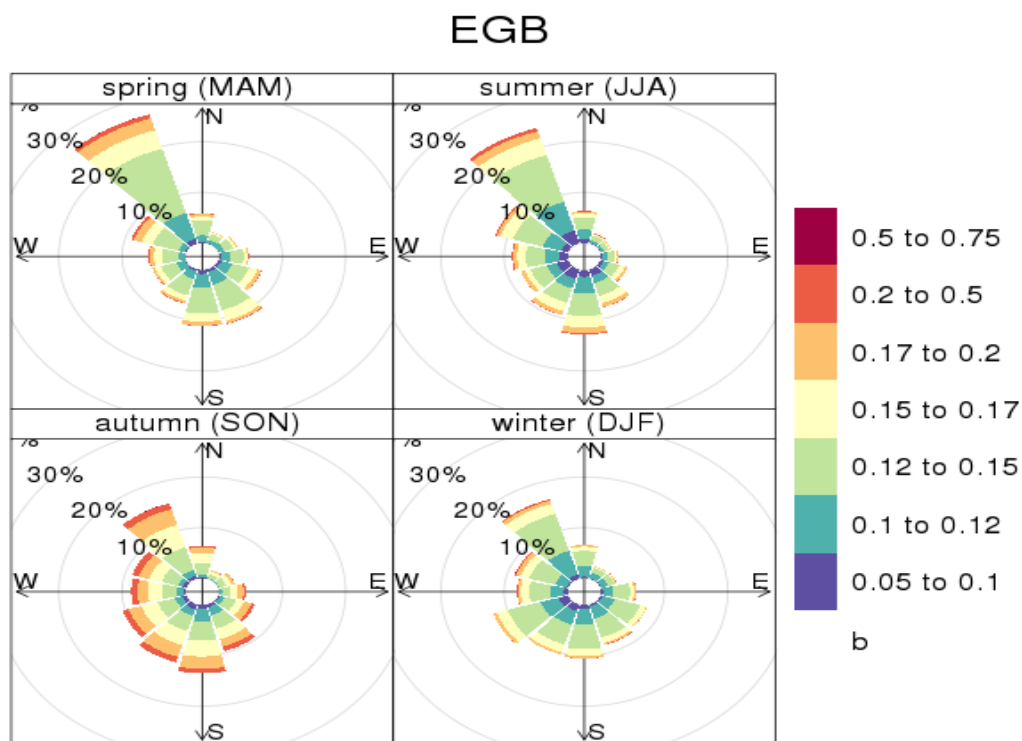 EGB
spring (MAM)
summer (JJA)
%
30%
20%
10%
N
W
E
S
%
30%
20%
10%
N
W
E
S
autumn (SON)
winter (DJF)
%
30%
20%
10%
N
W
E
S
%
30%
20%
10%
N
W
E
S
0.5 to 0.75
0.2 to 0.5
0.17 to 0.2
0.15 to 0.17
0.12 to 0.15
0.1 to 0.12
0.05 to 0.1
b